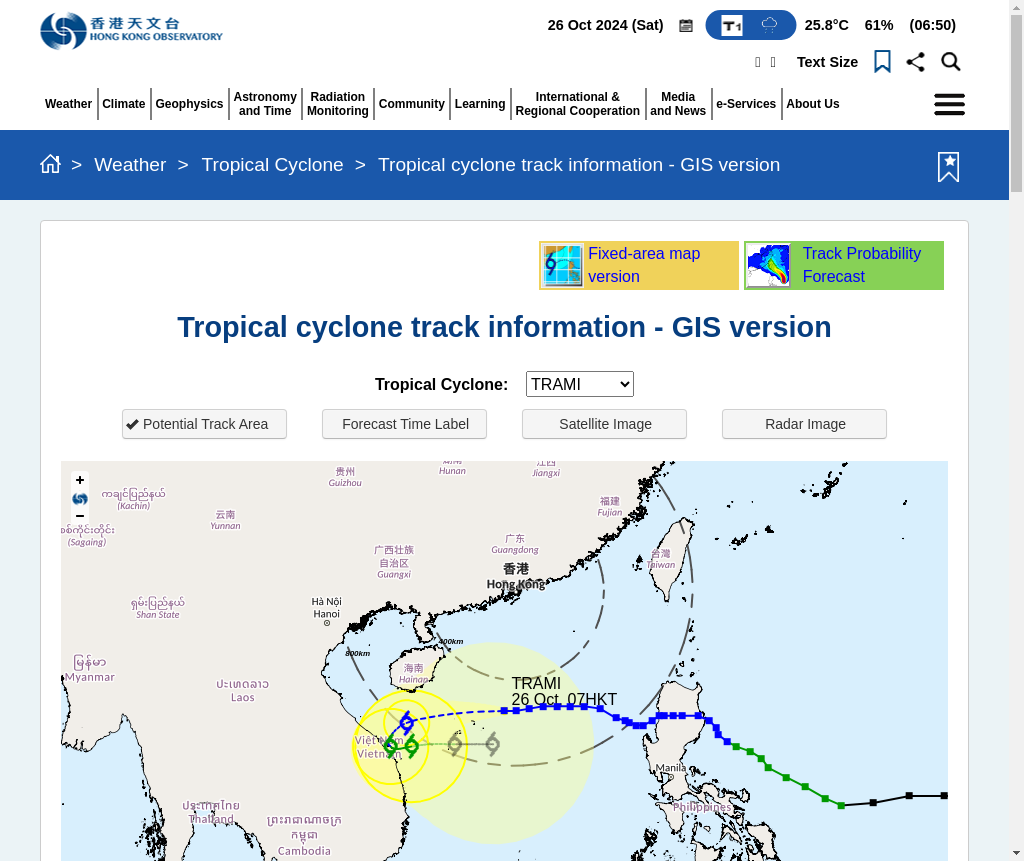 香港天文台
HONG KONG OBSERVATORY
26 Oct 2024 (Sat)
T1
25.8°C 61% (06:50)
Text Size
Weather
Climate
Geophysics
Astronomy
and Time
Radiation
Monitoring
Community
Learning
International &
Regional Cooperation
Media
and News
e-Services
About Us
> Weather > Tropical Cyclone > Tropical cyclone track information - GIS version
Fixed-area map
version
Track Probability
Forecast
Tropical cyclone track information - GIS version
Tropical Cyclone: TRAMI
Potential Track Area
Forecast Time Label
Satellite Image
Radar Image
+
−
ကချင်ပြည်နယ်
(Kachin)
(Sagaing)
ရှမ်းပြည်နယ်
Shan State
မြန်မာ
Myanmar
云南
Yunnan
贵州
Guizhou
Hunan
江西
Jiangxi
福建
Fujian
广西壮族
自治区
Guangxi
广东
Guangdong
香港
Hong Kong
台灣
Taiwan
Hà Nội
Hanoi
ປະເທດລາວ
Laos
海南
Hainan
800km
400km
TRAMI
26 Oct, 07HKT
Việt Nam
Vietnam
Manila
Philippines
ประเทศไทย
Thailand
ព្រះរាជាណាចក្រ
កម្ពុជា
Cambodia